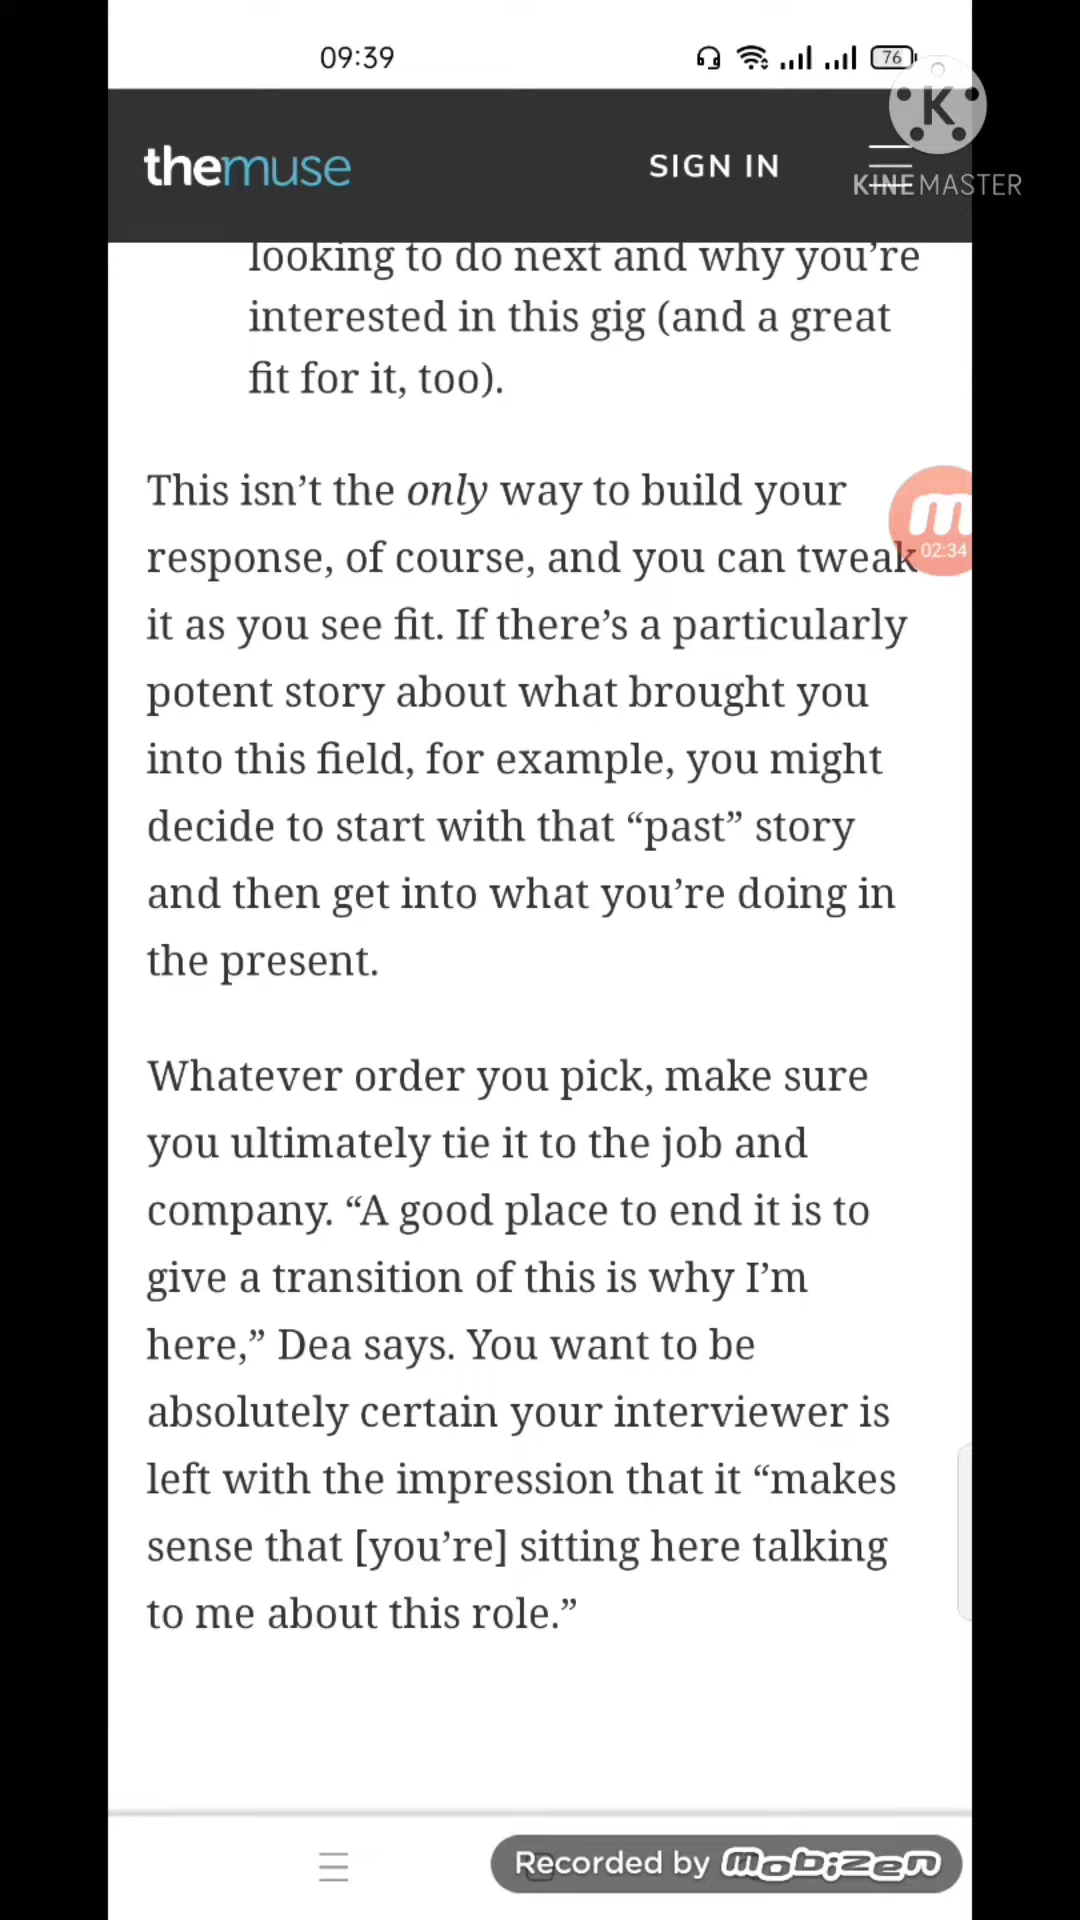 09:39
76
K
KINEMASTER
themuse
SIGN IN
looking to do next and why you’re
interested in this gig (and a great
fit for it, too).
This isn’t the only way to build your
response, of course, and you can tweak
it as you see fit. If there’s a particularly
potent story about what brought you
into this field, for example, you might
decide to start with that “past” story
and then get into what you’re doing in
the present.
m
02:34
Whatever order you pick, make sure
you ultimately tie it to the job and
company. “A good place to end it is to
give a transition of this is why I’m
here,” Dea says. You want to be
absolutely certain your interviewer is
left with the impression that it “makes
sense that [you’re] sitting here talking
to me about this role.”
Recorded by mobizen